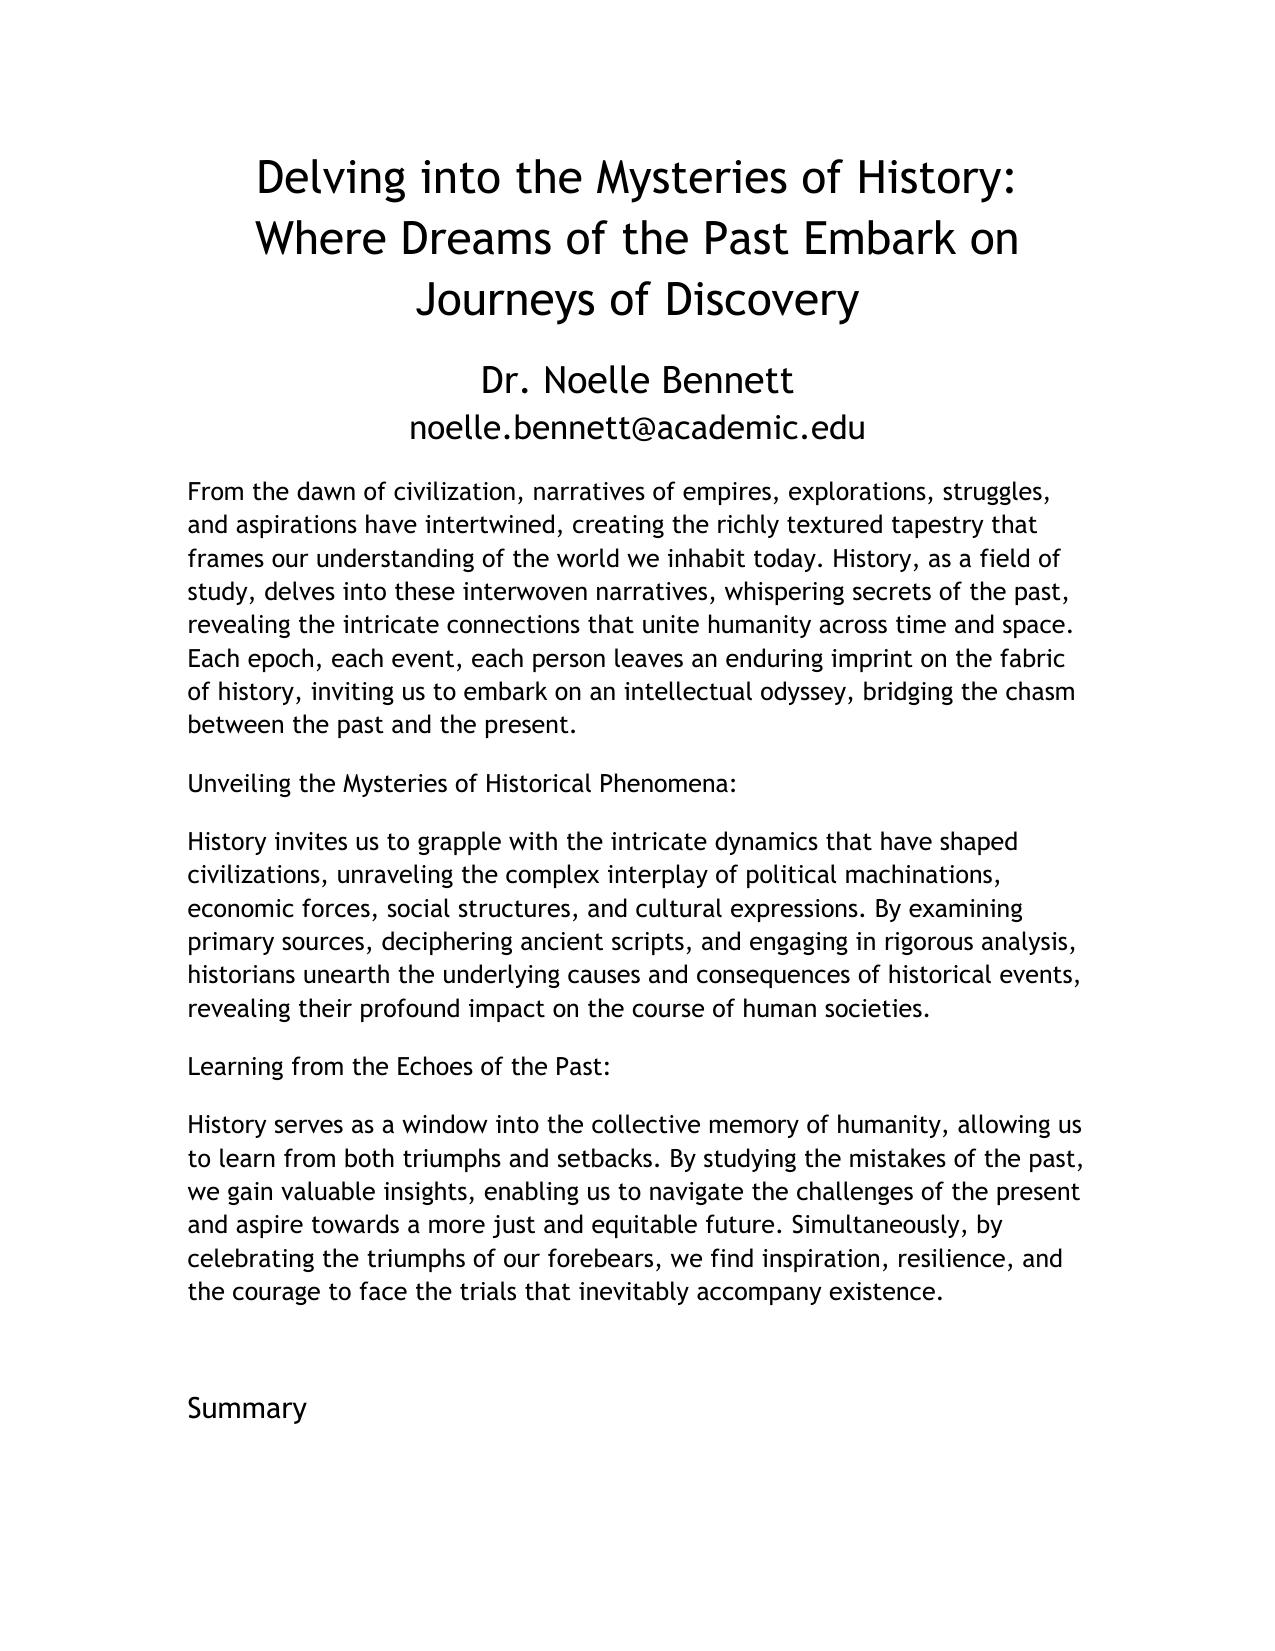 Delving into the Mysteries of History:
Where Dreams of the Past Embark on
Journeys of Discovery
Dr. Noelle Bennett
noelle.bennett@academic.edu
From the dawn of civilization, narratives of empires, explorations, struggles,
and aspirations have intertwined, creating the richly textured tapestry that
frames our understanding of the world we inhabit today. History, as a field of
study, delves into these interwoven narratives, whispering secrets of the past,
revealing the intricate connections that unite humanity across time and space.
Each epoch, each event, each person leaves an enduring imprint on the fabric
of history, inviting us to embark on an intellectual odyssey, bridging the chasm
between the past and the present.
Unveiling the Mysteries of Historical Phenomena:
History invites us to grapple with the intricate dynamics that have shaped
civilizations, unraveling the complex interplay of political machinations,
economic forces, social structures, and cultural expressions. By examining
primary sources, deciphering ancient scripts, and engaging in rigorous analysis,
historians unearth the underlying causes and consequences of historical events,
revealing their profound impact on the course of human societies.
Learning from the Echoes of the Past:
History serves as a window into the collective memory of humanity, allowing us
to learn from both triumphs and setbacks. By studying the mistakes of the past,
we gain valuable insights, enabling us to navigate the challenges of the present
and aspire towards a more just and equitable future. Simultaneously, by
celebrating the triumphs of our forebears, we find inspiration, resilience, and
the courage to face the trials that inevitably accompany existence.
Summary